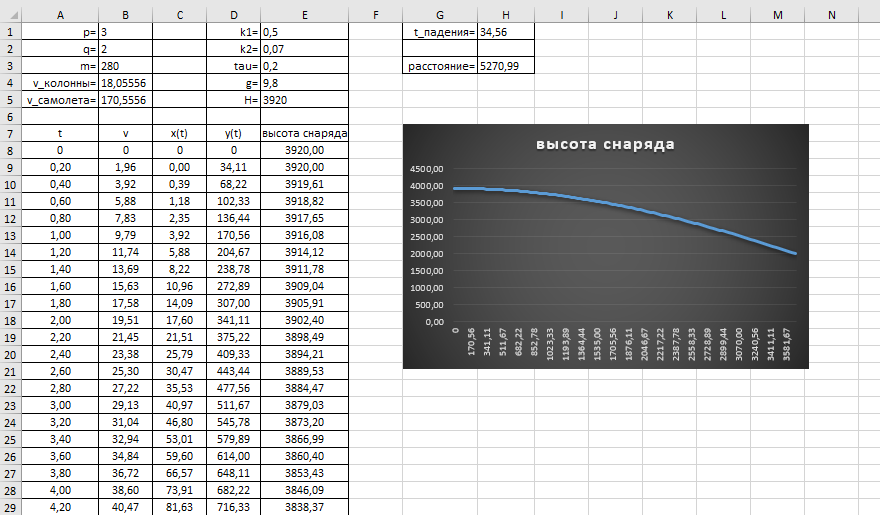 A B C D E F G H I J K L M N
1 p= 3 k1= 0,5 t_падения= 34,56
2 q= 2 k2= 0,07
3 m= 280 tau= 0,2 расстояние= 5270,99
4 v_колонны= 18,05556 g= 9,8
5 v_самолета= 170,5556 H= 3920
6
7 t v x(t) y(t) высота снаряда
8 0 0 0 0 3920,00
9 0,20 1,96 0,00 34,11 3920,00
10 0,40 3,92 0,39 68,22 3919,61
11 0,60 5,88 1,18 102,33 3918,82
12 0,80 7,83 2,35 136,44 3917,65
13 1,00 9,79 3,92 170,56 3916,08
14 1,20 11,74 5,88 204,67 3914,12
15 1,40 13,69 8,22 238,78 3911,78
16 1,60 15,63 10,96 272,89 3909,04
17 1,80 17,58 14,09 307,00 3905,91
18 2,00 19,51 17,60 341,11 3902,40
19 2,20 21,45 21,51 375,22 3898,49
20 2,40 23,38 25,79 409,33 3894,21
21 2,60 25,30 30,47 443,44 3889,53
22 2,80 27,22 35,53 477,56 3884,47
23 3,00 29,13 40,97 511,67 3879,03
24 3,20 31,04 46,80 545,78 3873,20
25 3,40 32,94 53,01 579,89 3866,99
26 3,60 34,84 59,60 614,00 3860,40
27 3,80 36,72 66,57 648,11 3853,43
28 4,00 38,60 73,91 682,22 3846,09
29 4,20 40,47 81,63 716,33 3838,37
высота снаряда
4500,00
4000,00
3500,00
3000,00
2500,00
2000,00
1500,00
1000,00
500,00
0,00
0 170,56 341,11 511,67 682,22 852,78 1023,33 1193,89 1364,44 1535,00 1705,56 1876,11 2046,67 2217,22 2387,78 2558,33 2728,89 2899,44 3070,00 3240,56 3411,11 3581,67